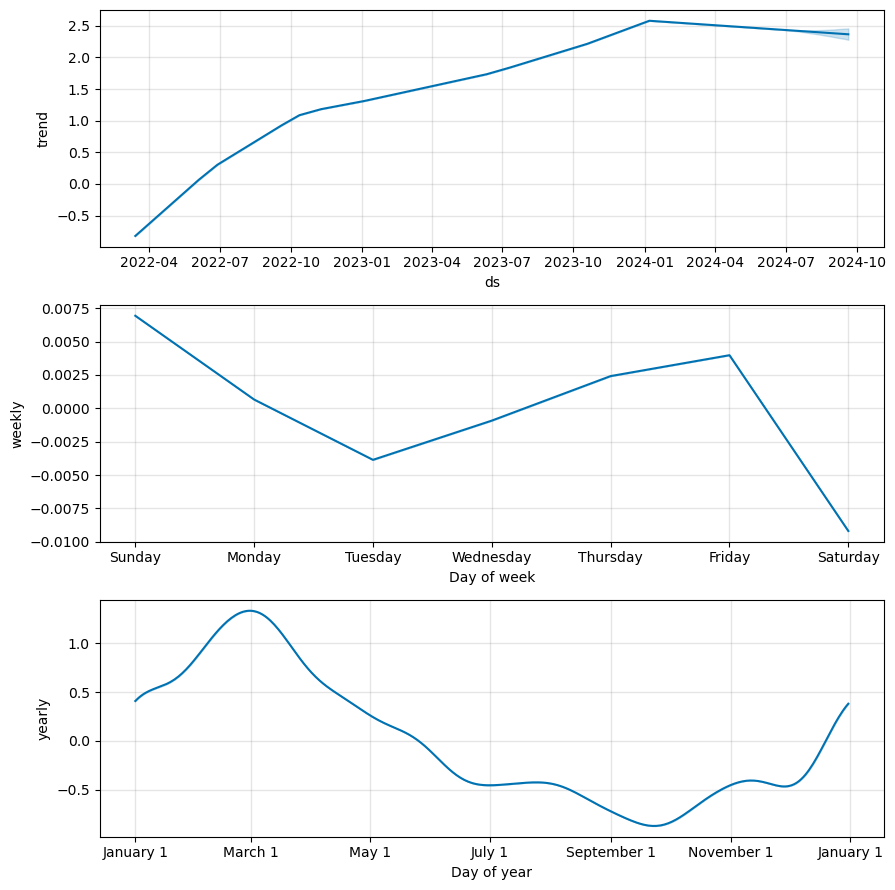 2.5
2.0
1.5
1.0
0.5
0.0
−0.5
trend
2022-04 2022-07 2022-10 2023-01 2023-04 2023-07 2023-10 2024-01 2024-04 2024-07 2024-10
ds
0.0075
0.0050
0.0025
0.0000
−0.0025
−0.0050
−0.0075
−0.0100
weekly
Sunday Monday Tuesday Wednesday Thursday Friday Saturday
Day of week
1.0
0.5
0.0
−0.5
yearly
January 1 March 1 May 1 July 1 September 1 November 1 January 1
Day of year